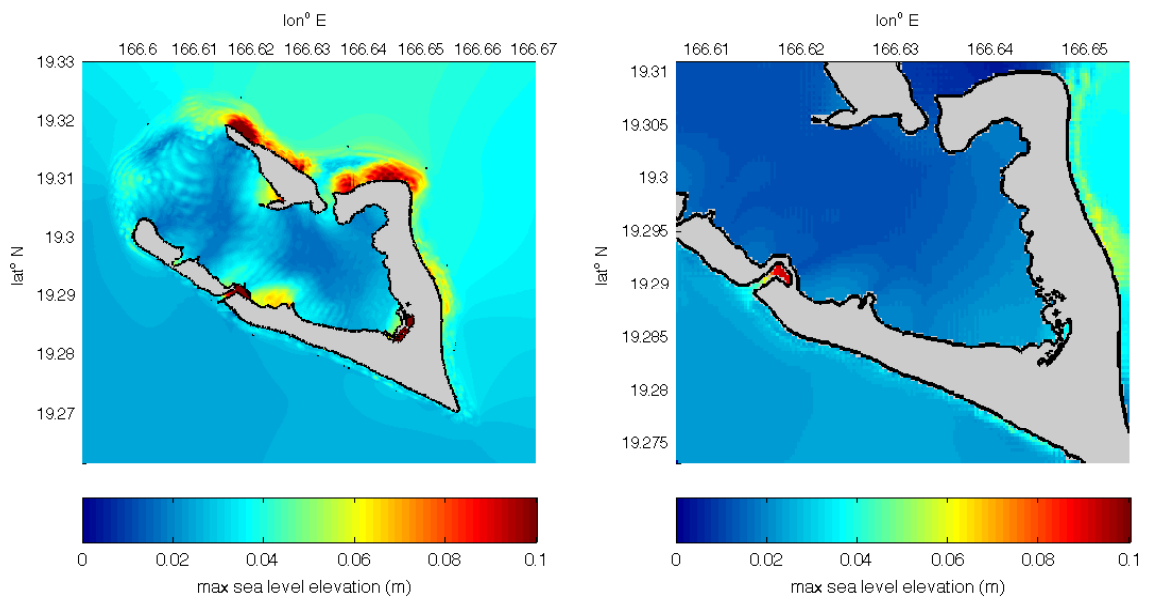 lon° E
166.6 166.61 166.62 166.63 166.64 166.65 166.66 166.67
19.33
19.32
19.31
19.3
19.29
19.28
19.27
lat° N
0 0.02 0.04 0.06 0.08 0.1
max sea level elevation (m)
lon° E
166.61 166.62 166.63 166.64 166.65
19.31
19.305
19.3
19.295
19.29
19.285
19.28
19.275
lat° N
0 0.02 0.04 0.06 0.08 0.1
max sea level elevation (m)